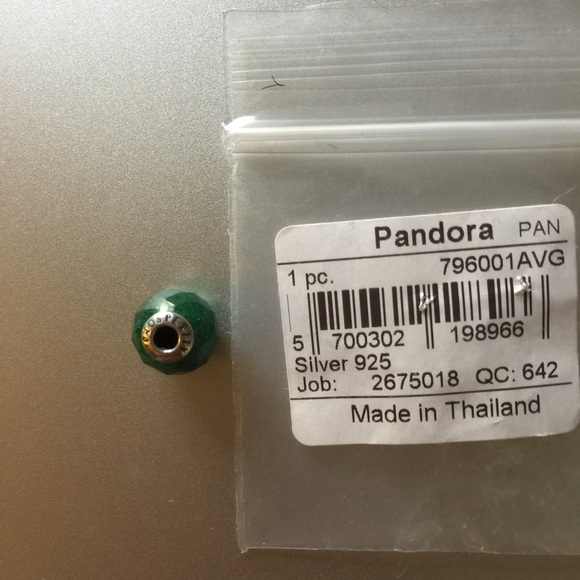 Pandora PAN
796001AVG
1 pc.
5 700302 198966
Silver 925
Job: 2675018 QC: 642
Made in Thailand